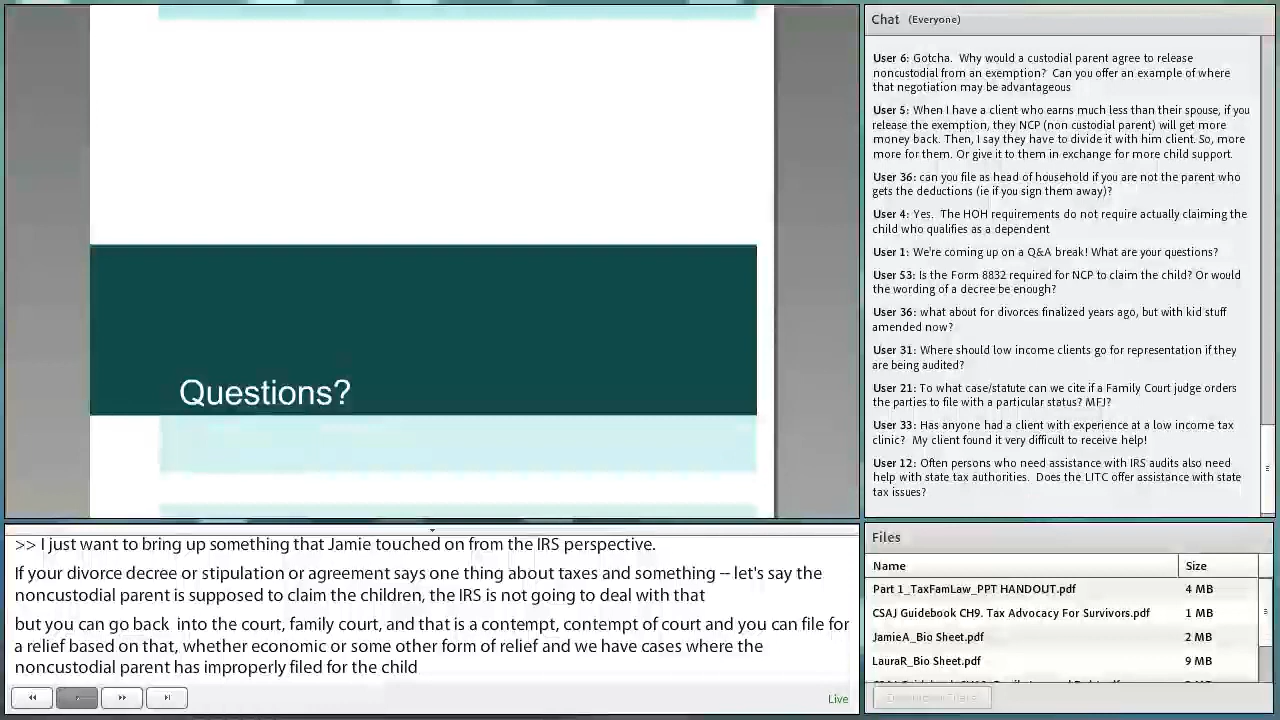 Questions?
>> I just want to bring up something that Jamie touched on from the IRS perspective.
If your divorce decree or stipulation or agreement says one thing about taxes and something -- let's say the
noncustodial parent is supposed to claim the children, the IRS is not going to deal with that
but you can go back into the court, family court, and that is a contempt, contempt of court and you can file for
a relief based on that, whether economic or some other form of relief and we have cases where the
noncustodial parent has improperly filed for the child
Live
Chat (Everyone)
User 6: Gotcha. Why would a custodial parent agree to release
noncustodial from an exemption? Can you offer an example of where
that negotiation may be advantageous
User 5: When I have a client who earns much less than their spouse, if you
release the exemption, they NCP (non custodial parent) will get more
money back. Then, I say they have to divide it with him client. So, more
more for them. Or give it to them in exchange for more child support.
User 36: can you file as head of household if you are not the parent who
gets the deductions (ie if you sign them away)?
User 4: Yes. The HOH requirements do not require actually claiming the
child who qualifies as a dependent
User 1: We're coming up on a Q&A break! What are your questions?
User 53: Is the Form 8832 required for NCP to claim the child? Or would
the wording of a decree be enough?
User 36: what about for divorces finalized years ago, but with kid stuff
amended now?
User 31: Where should low income clients go for representation if they
are being audited?
User 21: To what case/statute can we cite if a Family Court judge orders
the parties to file with a particular status? MFJ?
User 33: Has anyone had a client with experience at a low income tax
clinic? My client found it very difficult to receive help!
User 12: Often persons who need assistance with IRS audits also need
help with state tax authorities. Does the LITC offer assistance with state
tax issues?
Files
Name Size
Part 1_TaxFamLaw_PPT HANDOUT.pdf 4 MB
CSAJ Guidebook CH9. Tax Advocacy For Survivors.pdf 1 MB
JamieA_Bio Sheet.pdf 2 MB
LauraR_Bio Sheet.pdf 9 MB